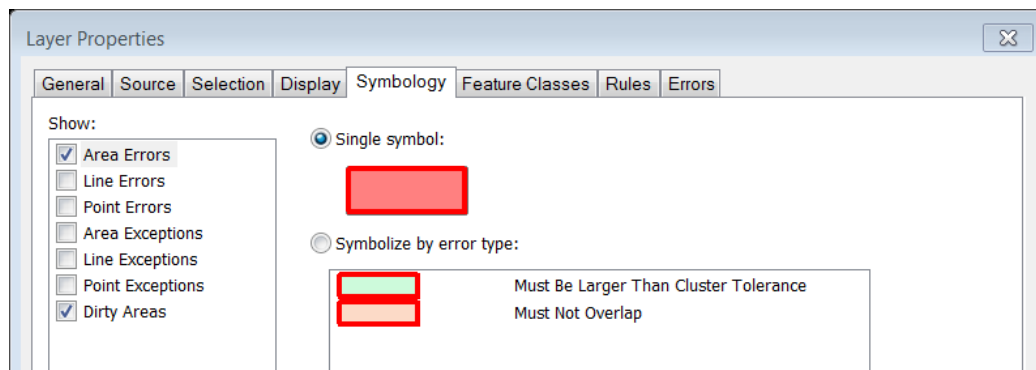 Layer Properties
General Source Selection Display Symbology Feature Classes Rules Errors
Show:
Area Errors
Line Errors
Point Errors
Area Exceptions
Line Exceptions
Point Exceptions
Dirty Areas
Single symbol:
Symbolize by error type:
Must Be Larger Than Cluster Tolerance
Must Not Overlap